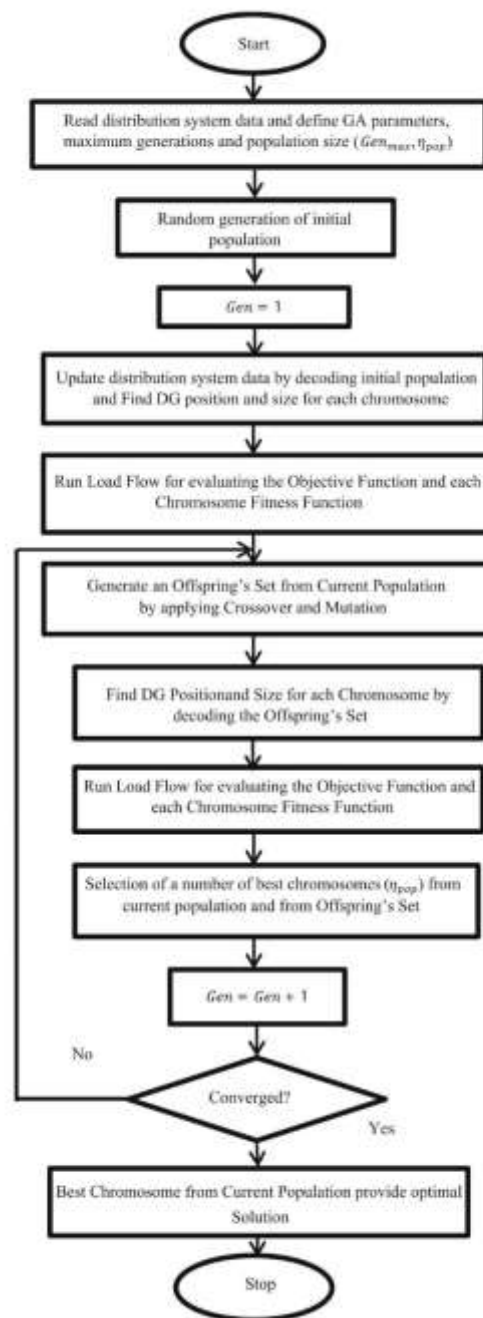 Start
Read distribution system data and define GA parameters,
maximum generations and population size (Gen_max, η_pop)
Random generation of initial
population
Gen = 1
Update distribution system data by decoding initial population
and Find DG position and size for each chromosome
Run Load Flow for evaluating the Objective Function and each
Chromosome Fitness Function
Generate an Offspring's Set from Current Population
by applying Crossover and Mutation
Find DG Positionand Size for ach Chromosome by
decoding the Offspring's Set
Run Load Flow for evaluating the Objective Function and
each Chromosome Fitness Function
Selection of a number of best chromosomes (η_pop) from
current population and from Offspring's Set
Gen = Gen + 1
No
Converged?
Yes
Best Chromosome from Current Population provide optimal
Solution
Stop